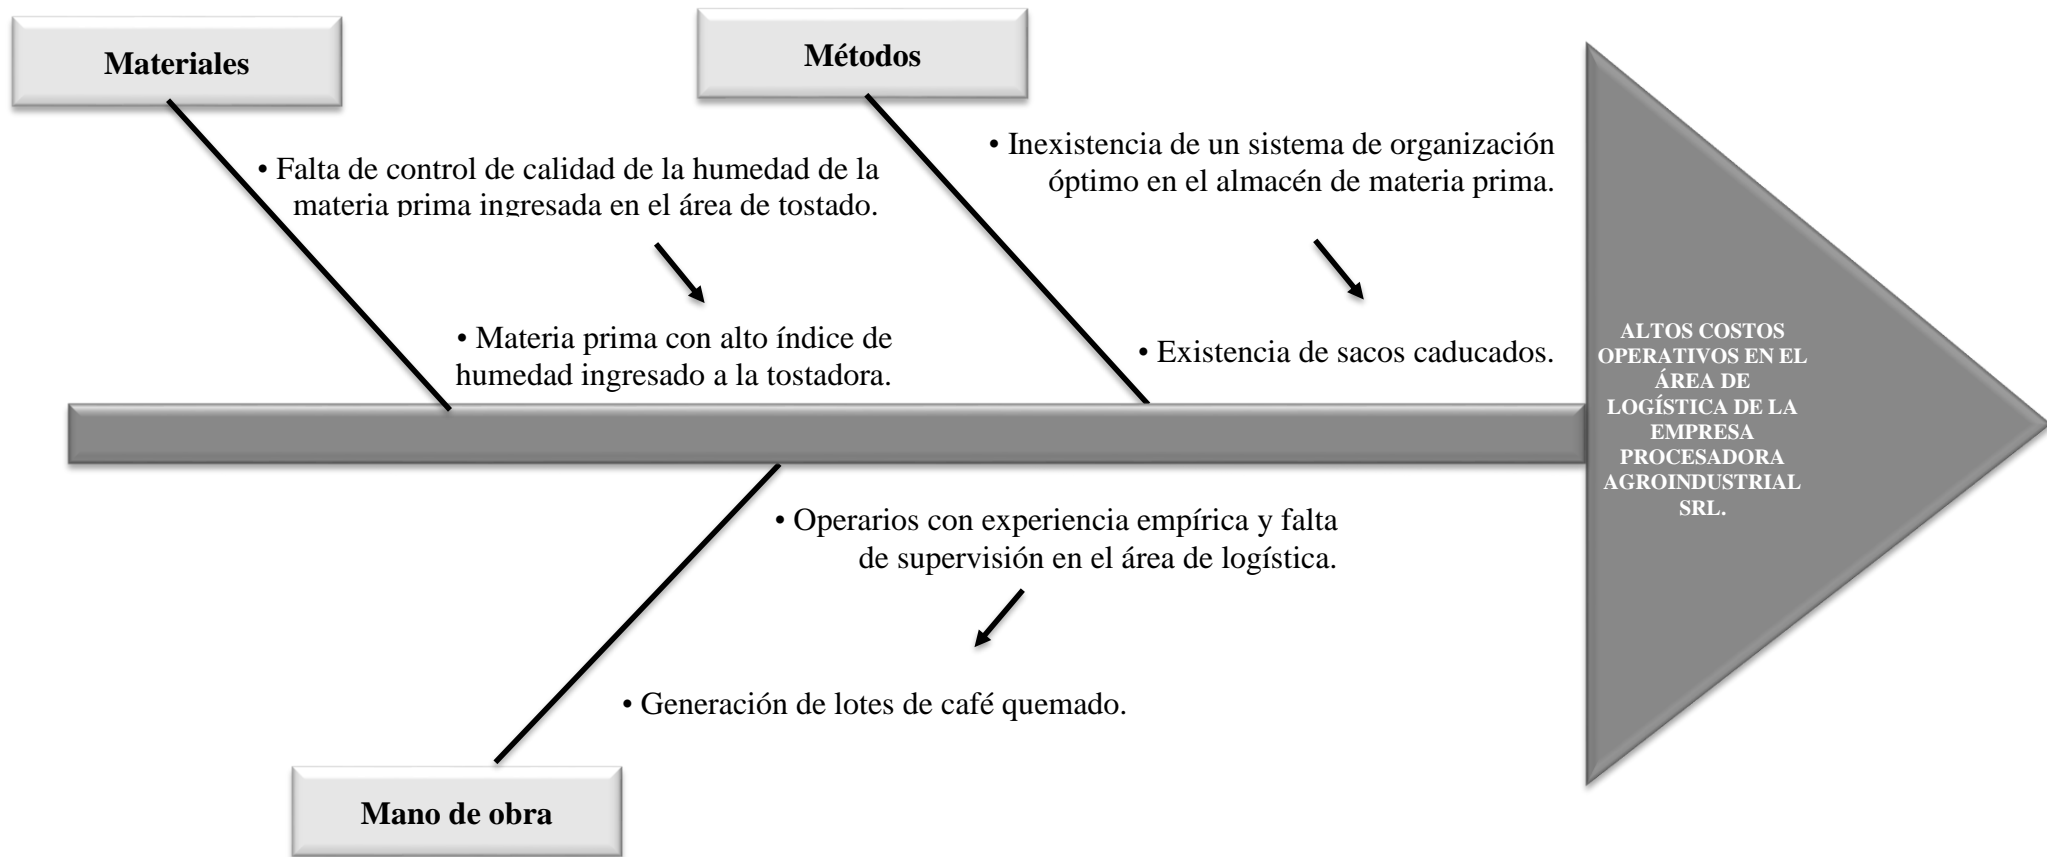 Materiales
Métodos
• Falta de control de calidad de la humedad de la
materia prima ingresada en el área de tostado.
• Inexistencia de un sistema de organización
óptimo en el almacén de materia prima.
• Materia prima con alto índice de
humedad ingresado a la tostadora.
• Existencia de sacos caducados.
ALTOS COSTOS
OPERATIVOS EN EL
ÁREA DE
LOGÍSTICA DE LA
EMPRESA
PROCESADORA
AGROINDUSTRIAL
SRL.
• Operarios con experiencia empírica y falta
de supervisión en el área de logística.
• Generación de lotes de café quemado.
Mano de obra